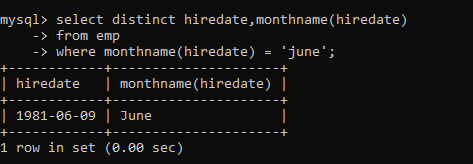 mysql> select distinct hiredate,monthname(hiredate)
    -> from emp
    -> where monthname(hiredate) = 'june';
+------------+---------------------+
| hiredate   | monthname(hiredate) |
+------------+---------------------+
| 1981-06-09 | June                |
+------------+---------------------+
1 row in set (0.00 sec)